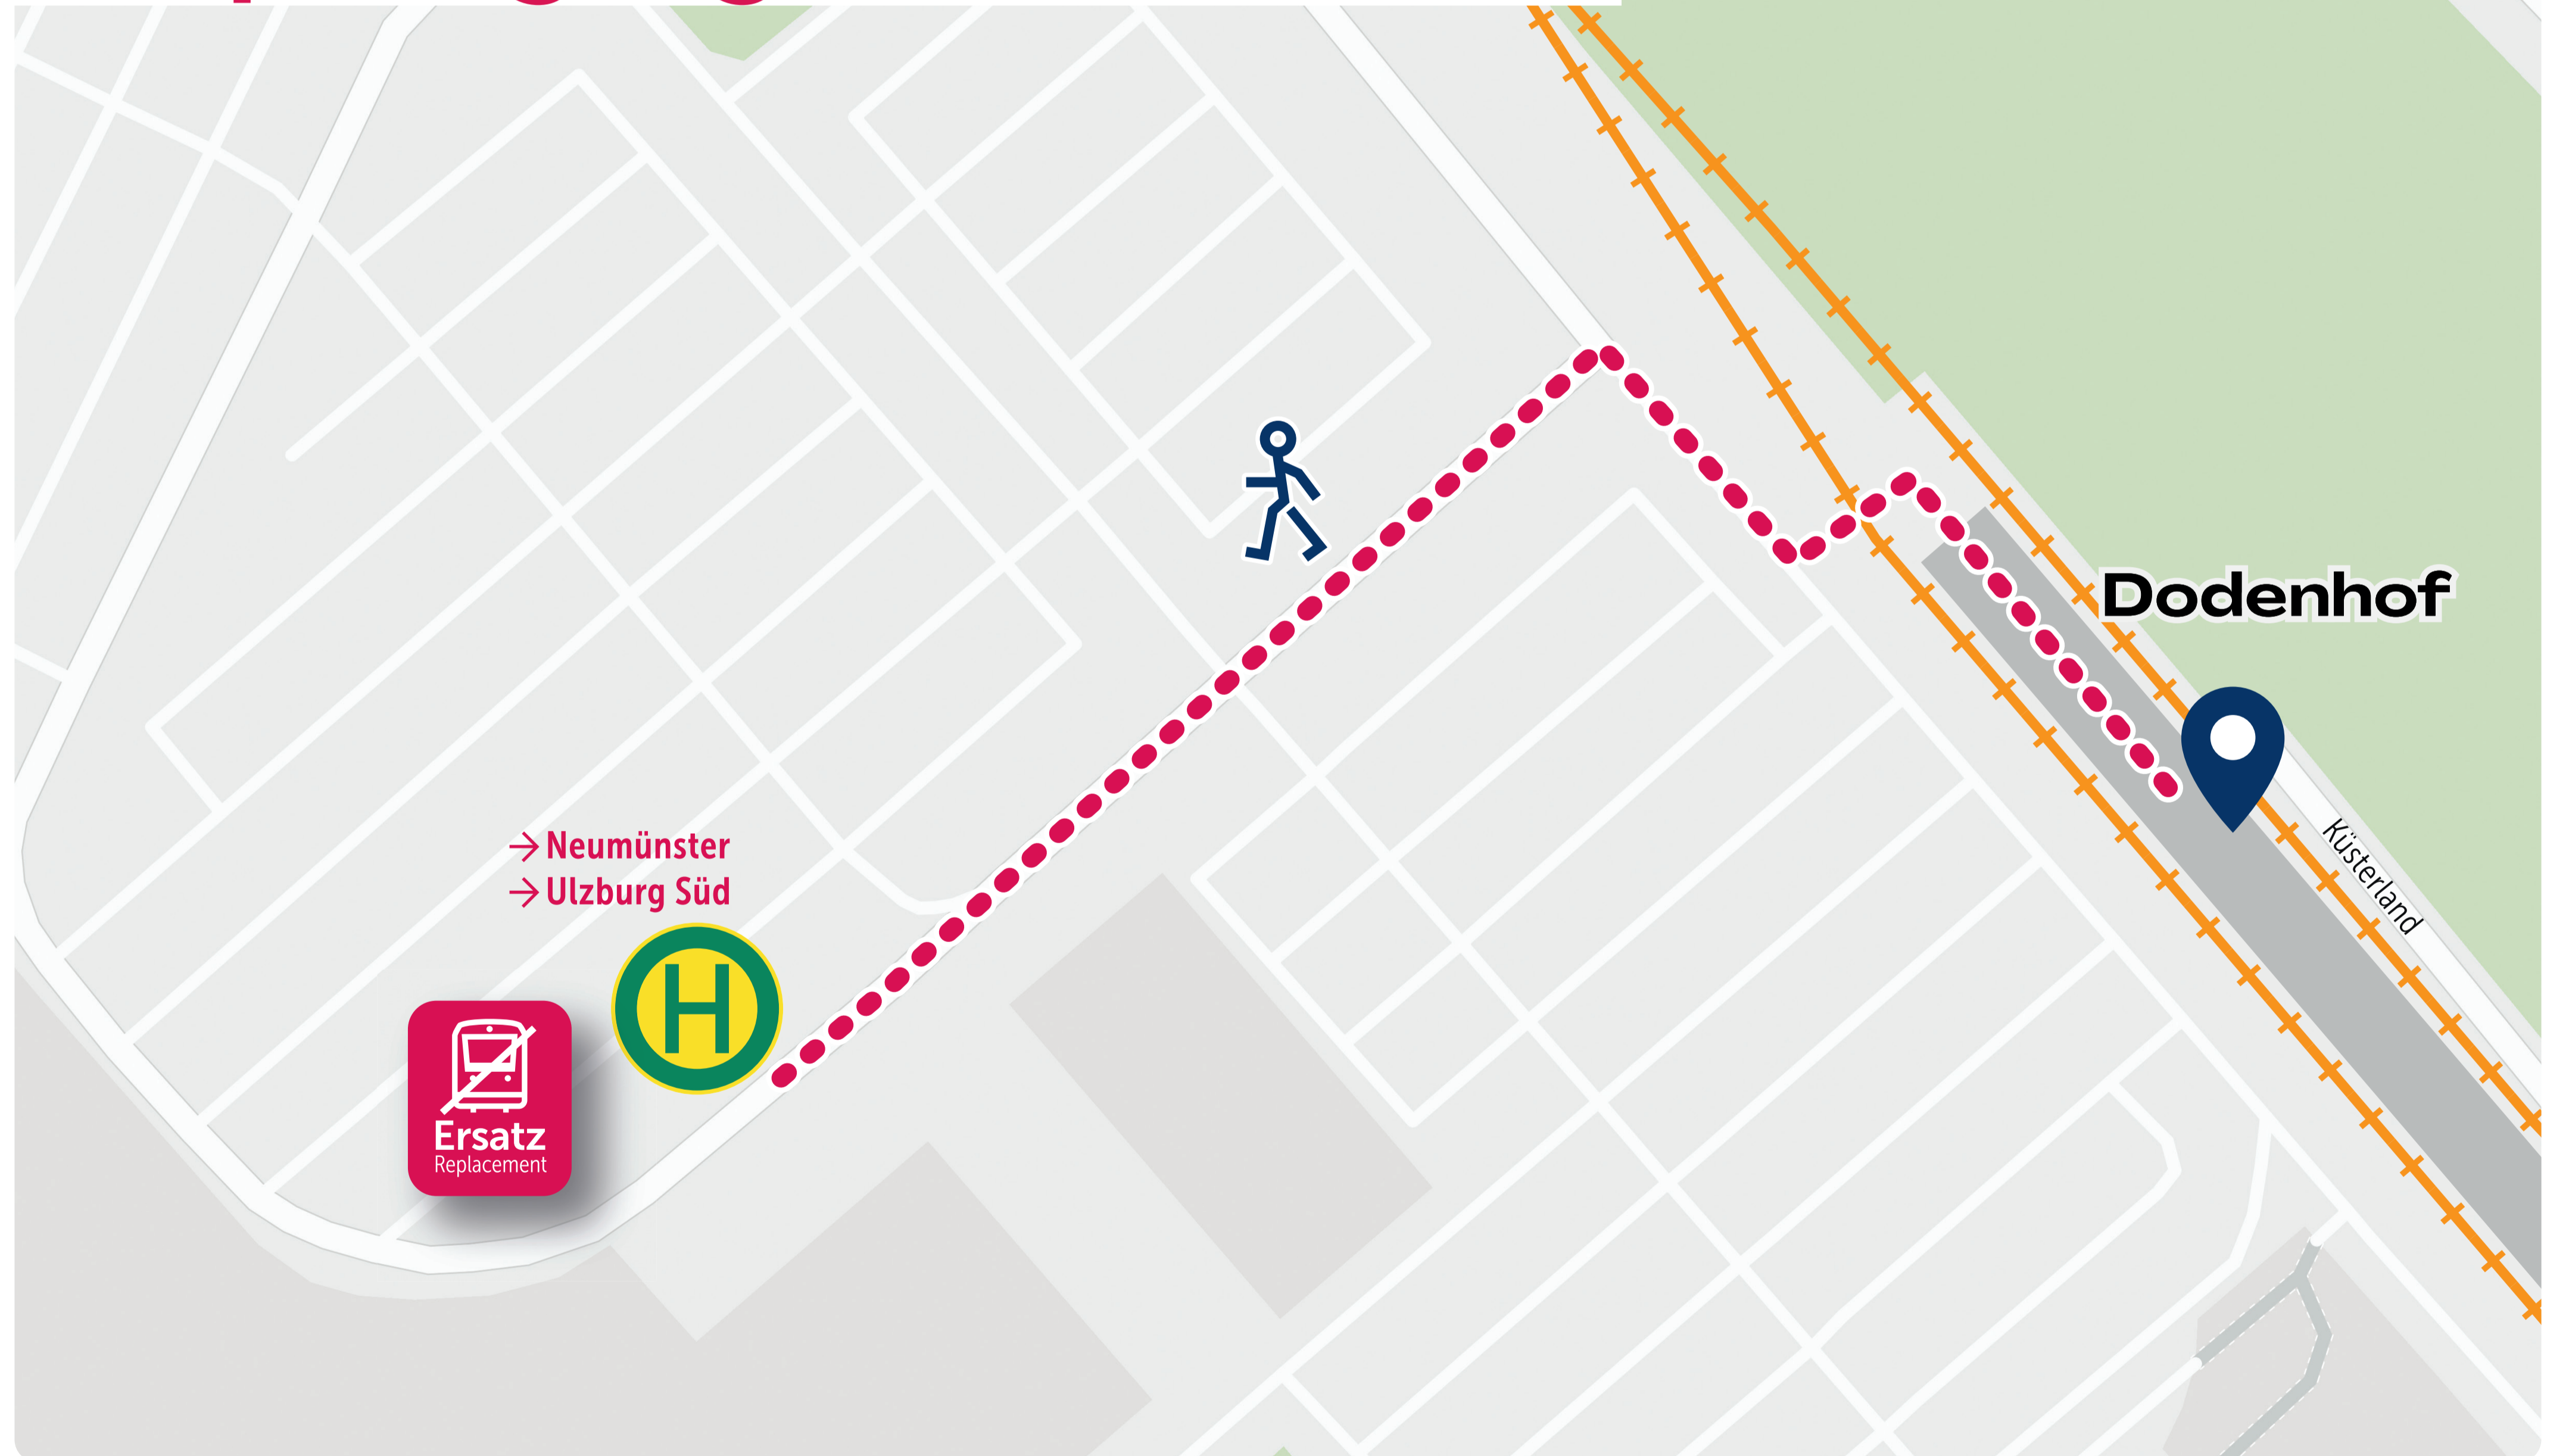 Dodenhof
Küsterland
→ Neumünster
→ Ulzburg Süd
H
Ersatz
Replacement